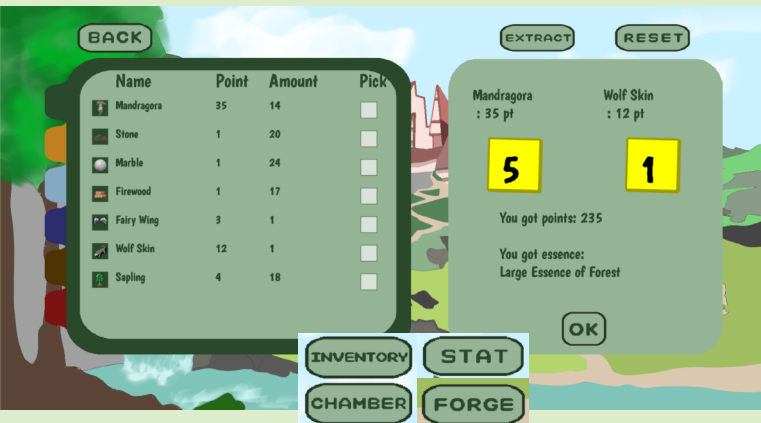 BACK
EXTRACT
RESET
Name Point Amount Pick
Mandragora 35 14
Stone 1 20
Marble 1 24
Firewood 1 17
Fairy Wing 3 1
Wolf Skin 12 1
Sapling 4 18
Mandragora
: 35 pt
Wolf Skin
: 12 pt
5
1
You got points: 235
You got essence:
Large Essence of Forest
OK
INVENTORY
STAT
CHAMBER
FORGE